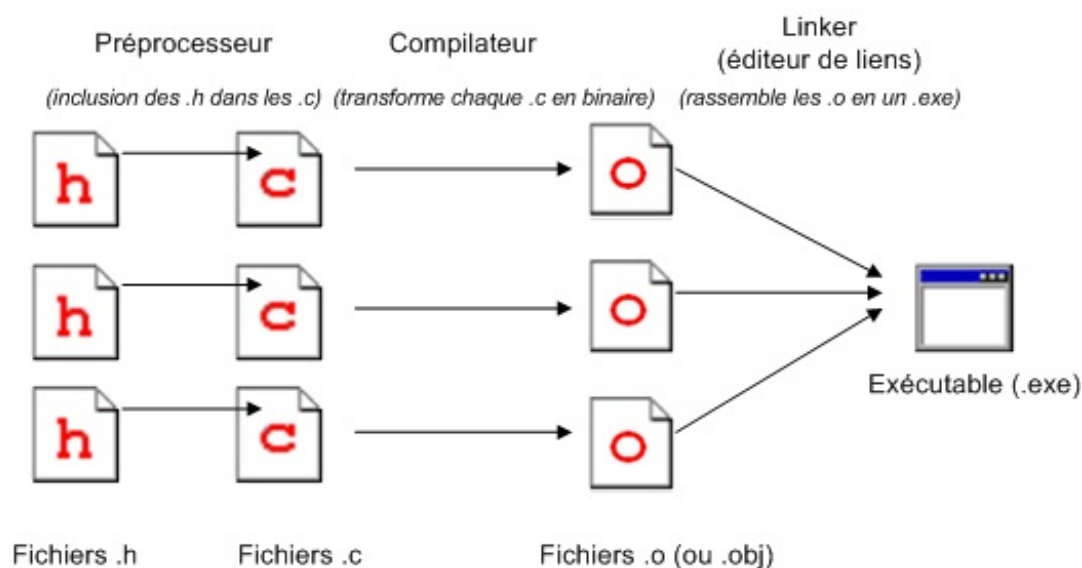 Préprocesseur
Compilateur
Linker
(éditeur de liens)
(inclusion des .h dans les .c)
(transforme chaque .c en binaire)
(rassemble les .o en un .exe)
h
c
o
h
c
o
h
c
o
Exécutable (.exe)
Fichiers .h
Fichiers .c
Fichiers .o (ou .obj)